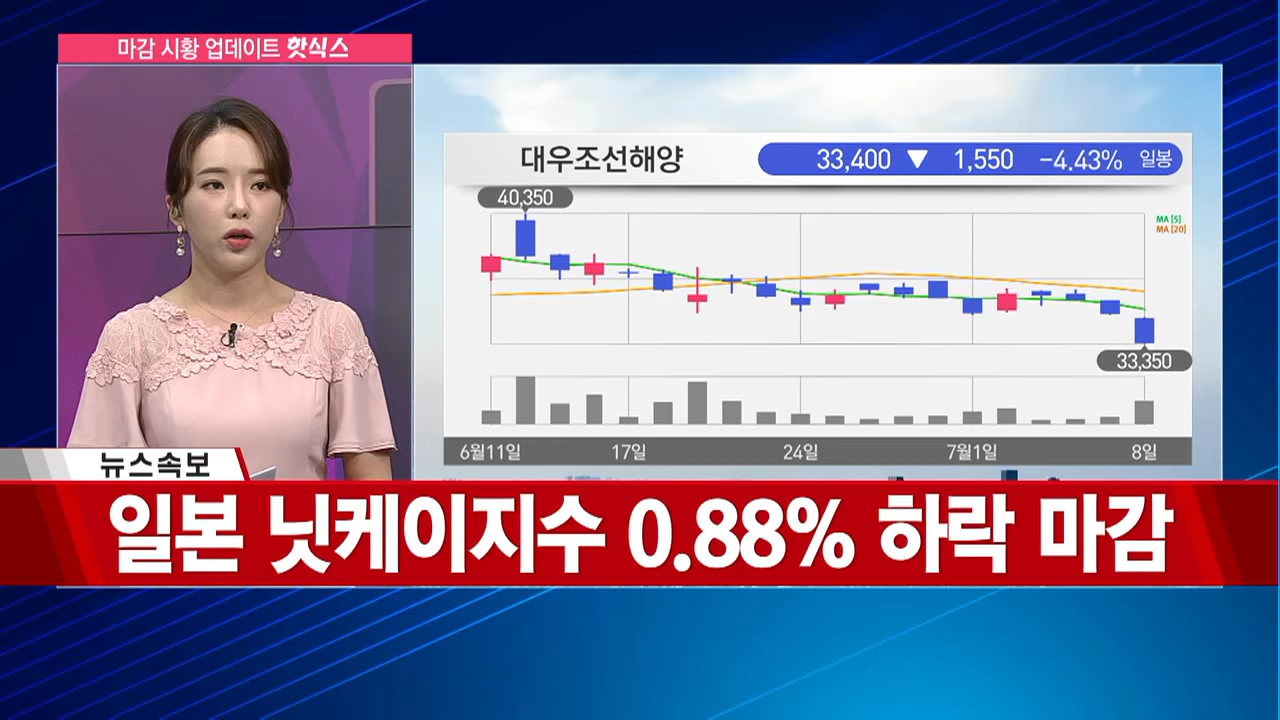 마감 시황 업데이트 핫식스
대우조선해양 33,400 ▼ 1,550 -4.43% 일봉
40,350
MA [5]
MA [20]
33,350
6월11일 17일 24일 7월1일 8일
뉴스속보
일본 닛케이지수 0.88% 하락 마감